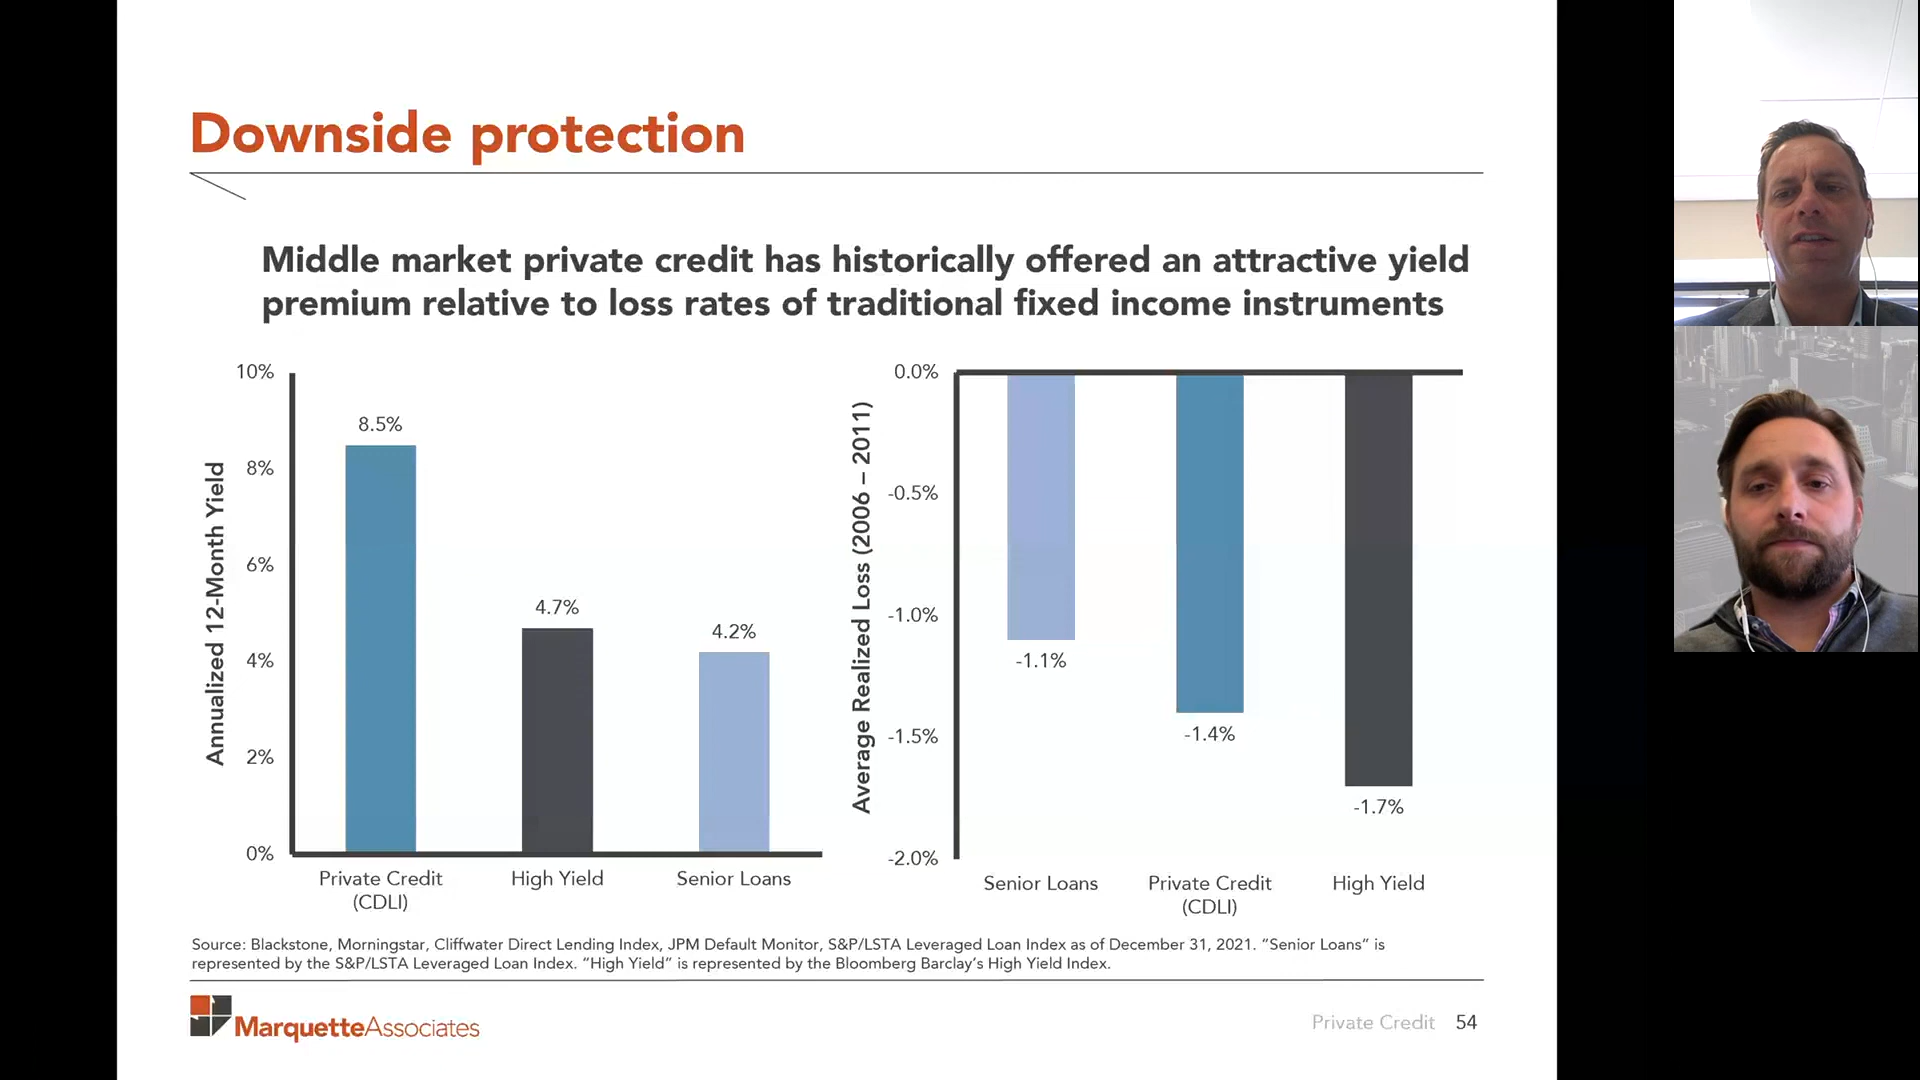 Downside protection
Middle market private credit has historically offered an attractive yield
premium relative to loss rates of traditional fixed income instruments
Annualized 12-Month Yield
10%
8%
6%
4%
2%
0%
8.5%
4.7%
4.2%
Private Credit
(CDLI)
High Yield
Senior Loans
Average Realized Loss (2006 – 2011)
0.0%
-0.5%
-1.0%
-1.5%
-2.0%
-1.1%
-1.4%
-1.7%
Senior Loans
Private Credit
(CDLI)
High Yield
Source: Blackstone, Morningstar, Cliffwater Direct Lending Index, JPM Default Monitor, S&P/LSTA Leveraged Loan Index as of December 31, 2021. “Senior Loans” is
represented by the S&P/LSTA Leveraged Loan Index. “High Yield” is represented by the Bloomberg Barclay’s High Yield Index.
MarquetteAssociates
Private Credit 54